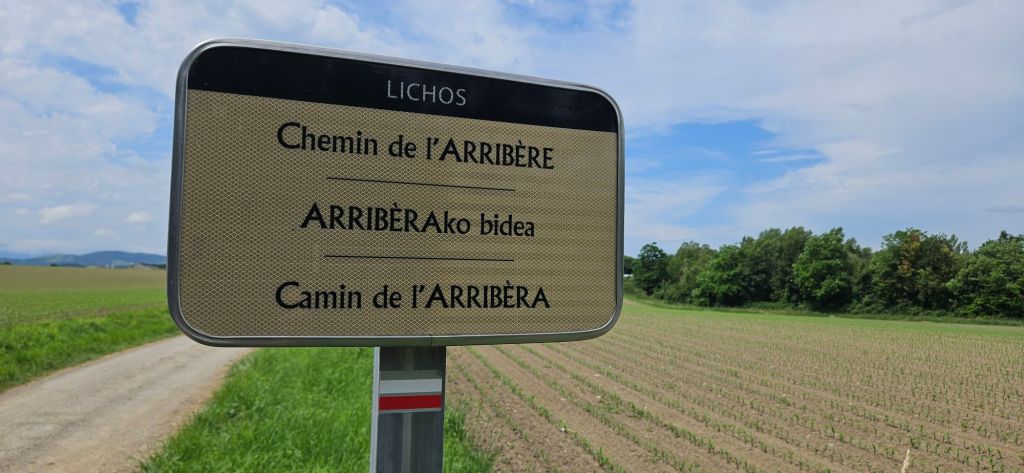 LICHOS
Chemin de l'ARRIBÈRE
ARRIBÈRAko bidea
Camin de l'ARRIBÈRA